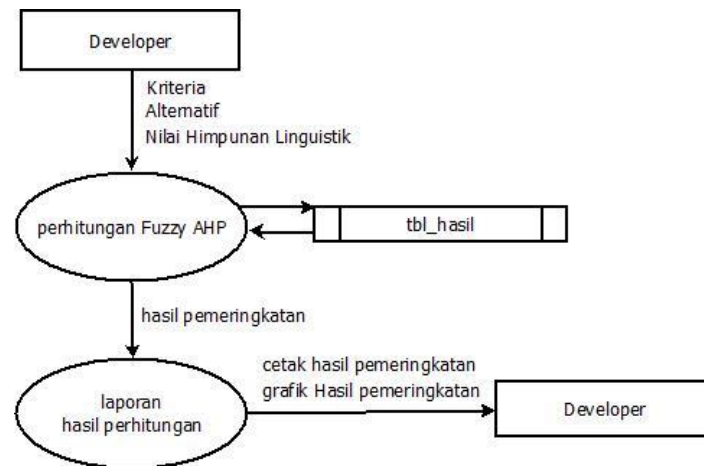 Developer
Kriteria
Alternatif
Nilai Himpunan Linguistik
perhitungan Fuzzy AHP
tbl_hasil
hasil pemeringkatan
laporan
hasil perhitungan
cetak hasil pemeringkatan
grafik Hasil pemeringkatan
Developer